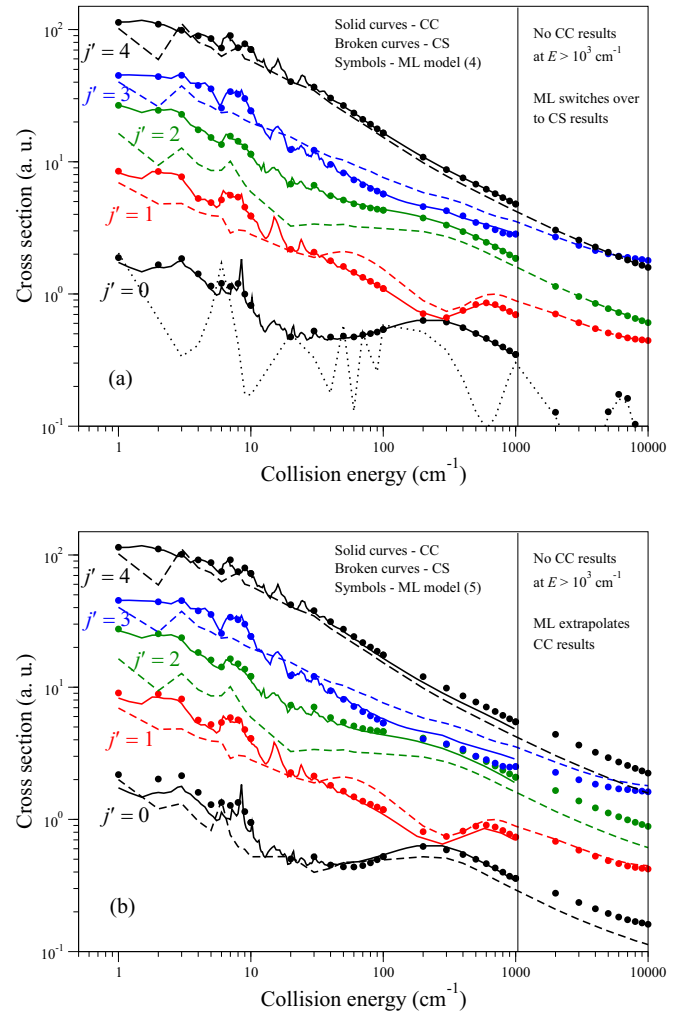 10²
10¹
10⁰
10⁻¹
Cross section (a. u.)
Solid curves - CC
Broken curves - CS
Symbols - ML model (4)
No CC results
at E > 10³ cm⁻¹
ML switches over
to CS results
j' = 4
j' = 3
j' = 2
j' = 1
j' = 0
(a)
1
10
100
1000
10000
Collision energy (cm⁻¹)
10²
10¹
10⁰
10⁻¹
Cross section (a. u.)
Solid curves - CC
Broken curves - CS
Symbols - ML model (5)
No CC results
at E > 10³ cm⁻¹
ML extrapolates
CC results
j' = 4
j' = 3
j' = 2
j' = 1
j' = 0
(b)
1
10
100
1000
10000
Collision energy (cm⁻¹)